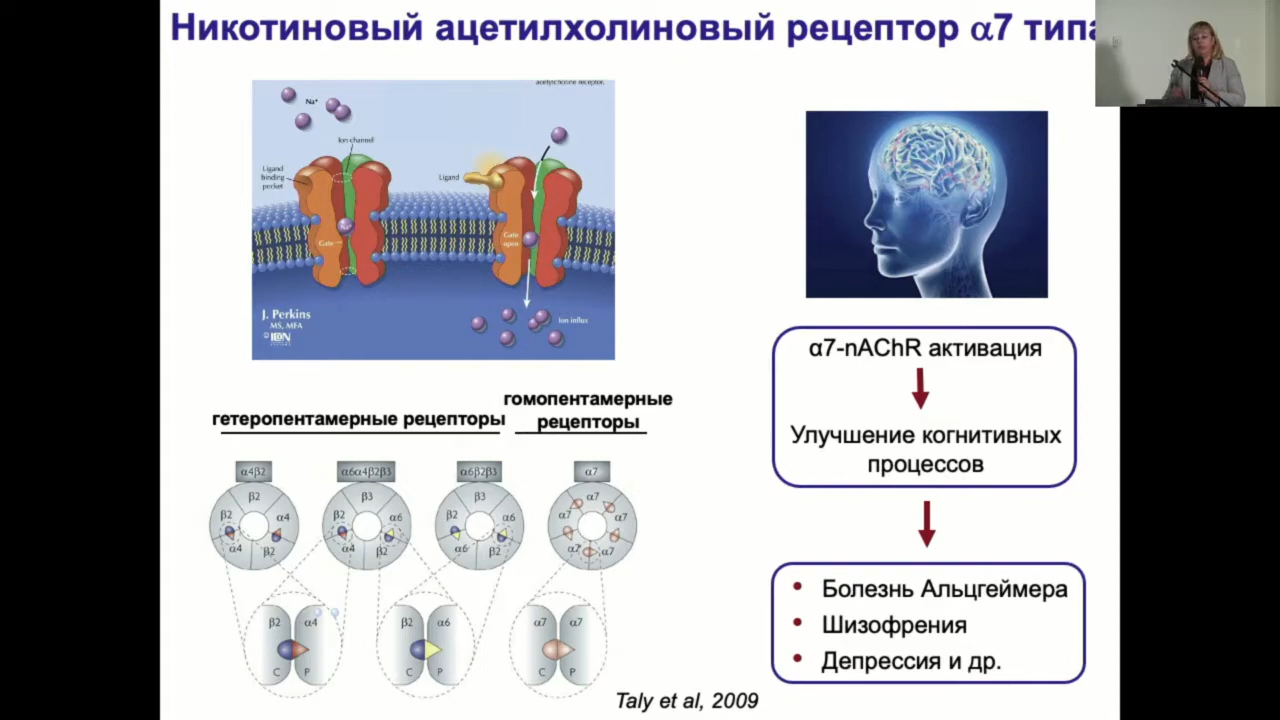 Никотиновый ацетилхолиновый рецептор α7 типа
acetylcholine receptor.
Na⁺
Ion channel
Ligand
binding
pocket
Ligand
Na⁺
Gate
Gate
open
J. Perkins
MS, MFA
Ion influx
©IDN
α7-nAChR активация
Улучшение когнитивных
процессов
гетеропентамерные рецепторы
гомопентамерные
рецепторы
α4β2
α6α4β2β3
α6β2β3
α7
β2
β2
α4
α4
β2
β3
β2
α6
α4
β2
β3
β2
α6
α6
β2
α7
α7
α7
α7
α7
β2
α4
C
P
β2
α6
C
P
α7
α7
C
P
• Болезнь Альцгеймера
• Шизофрения
• Депрессия и др.
Taly et al, 2009